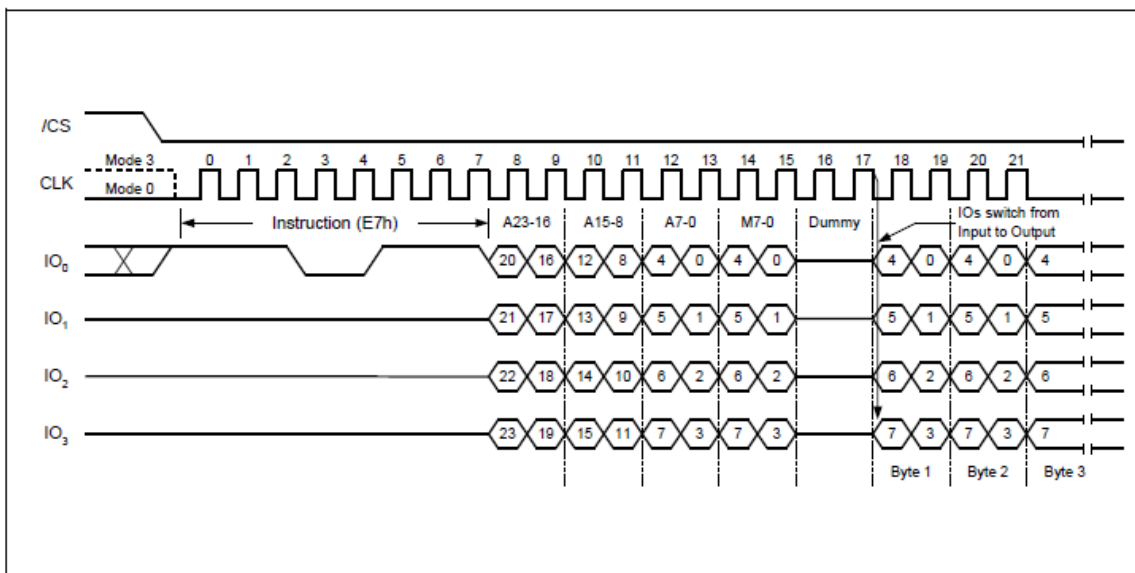 /CS
Mode 3 0 1 2 3 4 5 6 7 8 9 10 11 12 13 14 15 16 17 18 19 20 21
CLK Mode 0
Instruction (E7h) A23-16 A15-8 A7-0 M7-0 Dummy IOs switch from
Input to Output
IO0 20 16 12 8 4 0 4 0 4 0 4 0 4
IO1 21 17 13 9 5 1 5 1 5 1 5 1 5
IO2 22 18 14 10 6 2 6 2 6 2 6 2 6
IO3 23 19 15 11 7 3 7 3 7 3 7 3 7
Byte 1 Byte 2 Byte 3